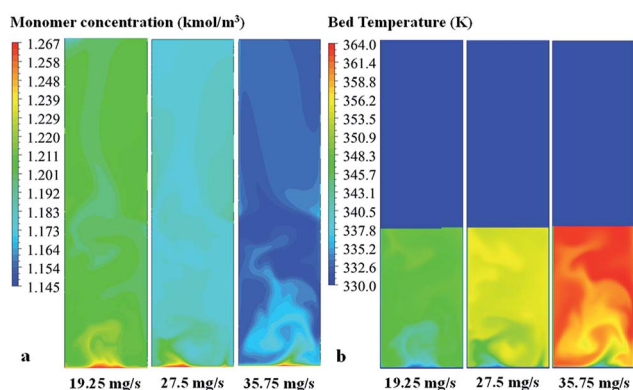 Monomer concentration (kmol/m³)
1.267
1.258
1.248
1.239
1.229
1.220
1.211
1.201
1.192
1.183
1.173
1.164
1.154
1.145
a
19.25 mg/s
27.5 mg/s
35.75 mg/s
Bed Temperature (K)
364.0
361.4
358.8
356.2
353.5
350.9
348.3
345.7
343.1
340.5
337.8
335.2
332.6
330.0
b
19.25 mg/s
27.5 mg/s
35.75 mg/s